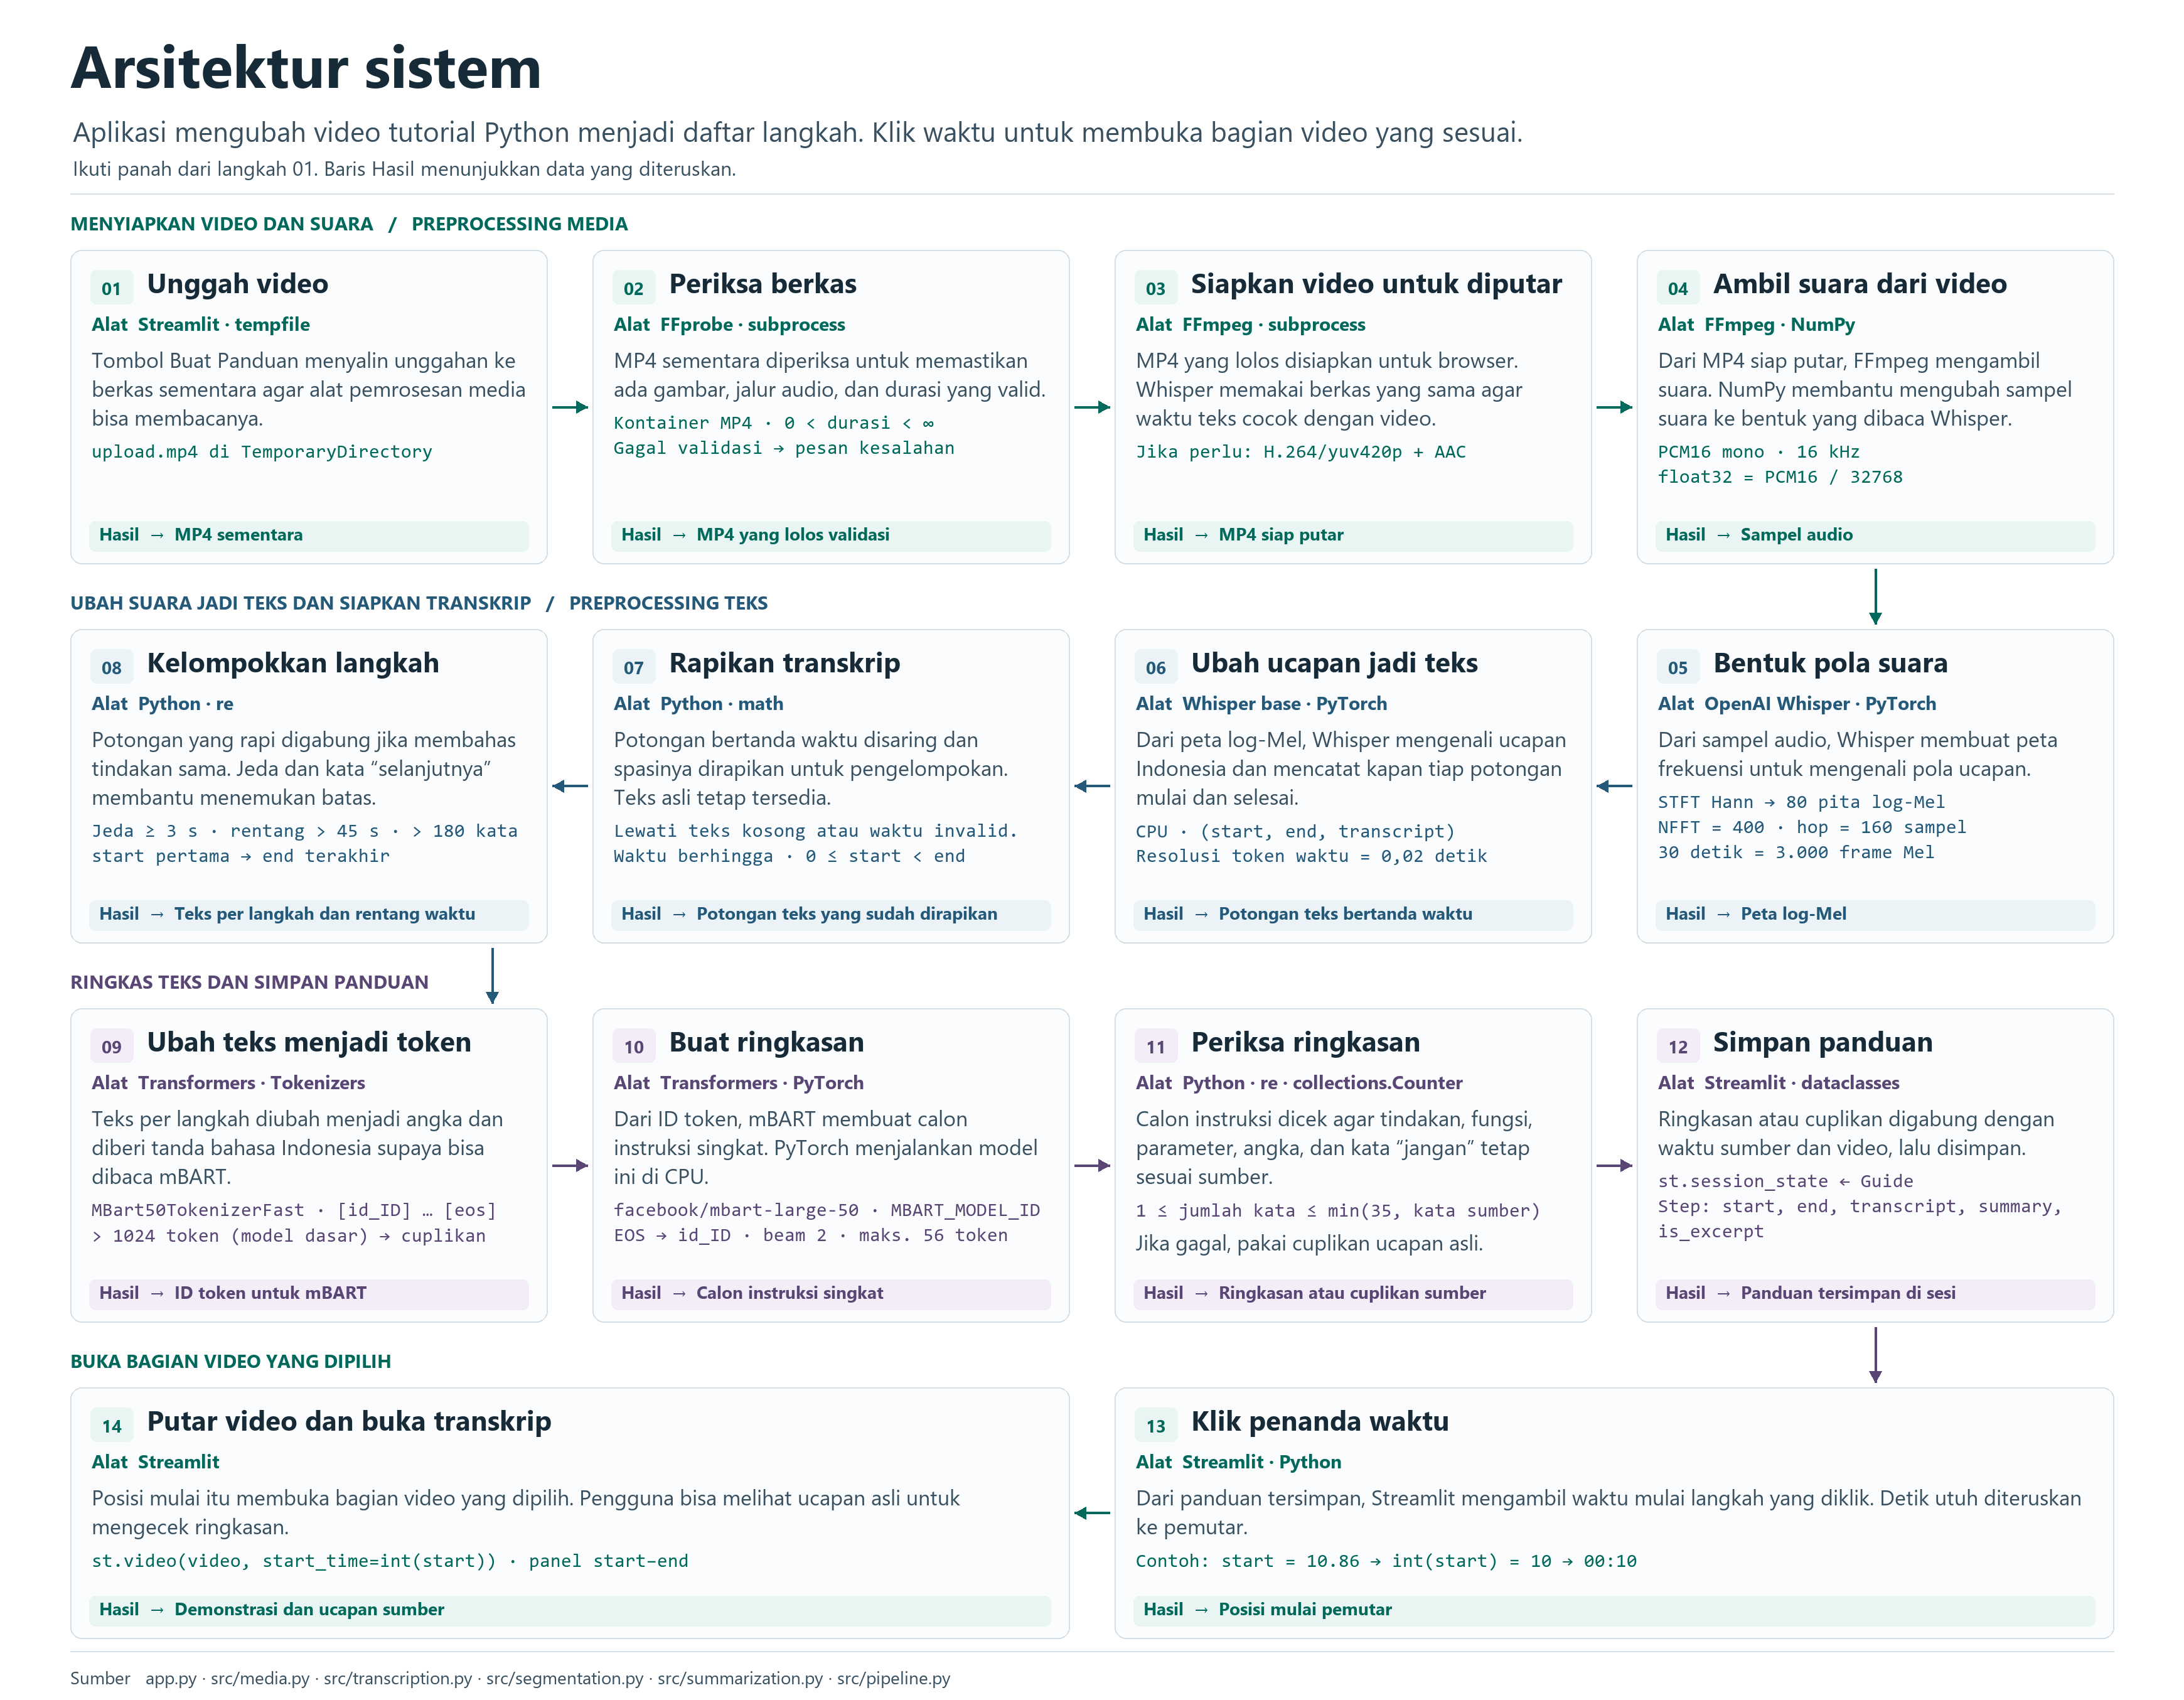 Arsitektur sistem
Aplikasi mengubah video tutorial Python menjadi daftar langkah. Klik waktu untuk membuka bagian video yang sesuai.
Ikuti panah dari langkah 01. Baris Hasil menunjukkan data yang diteruskan.
MENYIAPKAN VIDEO DAN SUARA / PREPROCESSING MEDIA
01 Unggah video
Alat Streamlit · tempfile
Tombol Buat Panduan menyalin unggahan ke
berkas sementara agar alat pemrosesan media
bisa membacanya.
upload.mp4 di TemporaryDirectory
Hasil → MP4 sementara
02 Periksa berkas
Alat FFprobe · subprocess
MP4 sementara diperiksa untuk memastikan
ada gambar, jalur audio, dan durasi yang valid.
Kontainer MP4 · 0 < durasi < ∞
Gagal validasi → pesan kesalahan
Hasil → MP4 yang lolos validasi
03 Siapkan video untuk diputar
Alat FFmpeg · subprocess
MP4 yang lolos disiapkan untuk browser.
Whisper memakai berkas yang sama agar
waktu teks cocok dengan video.
Jika perlu: H.264/yuv420p + AAC
Hasil → MP4 siap putar
04 Ambil suara dari video
Alat FFmpeg · NumPy
Dari MP4 siap putar, FFmpeg mengambil
suara. NumPy membantu mengubah sampel
suara ke bentuk yang dibaca Whisper.
PCM16 mono · 16 kHz
float32 = PCM16 / 32768
Hasil → Sampel audio
UBAH SUARA JADI TEKS DAN SIAPKAN TRANSKRIP / PREPROCESSING TEKS
08 Kelompokkan langkah
Alat Python · re
Potongan yang rapi digabung jika membahas
tindakan sama. Jeda dan kata “selanjutnya”
membantu menemukan batas.
Jeda ≥ 3 s · rentang > 45 s · > 180 kata
start pertama → end terakhir
Hasil → Teks per langkah dan rentang waktu
07 Rapikan transkrip
Alat Python · math
Potongan bertanda waktu disaring dan
spasinya dirapikan untuk pengelompokan.
Teks asli tetap tersedia.
Lewati teks kosong atau waktu invalid.
Waktu berhingga · 0 ≤ start < end
Hasil → Potongan teks yang sudah dirapikan
06 Ubah ucapan jadi teks
Alat Whisper base · PyTorch
Dari peta log-Mel, Whisper mengenali ucapan
Indonesia dan mencatat kapan tiap potongan
mulai dan selesai.
CPU · (start, end, transcript)
Resolusi token waktu = 0,02 detik
Hasil → Potongan teks bertanda waktu
05 Bentuk pola suara
Alat OpenAI Whisper · PyTorch
Dari sampel audio, Whisper membuat peta
frekuensi untuk mengenali pola ucapan.
STFT Hann → 80 pita log-Mel
NFFT = 400 · hop = 160 sampel
30 detik = 3.000 frame Mel
Hasil → Peta log-Mel
RINGKAS TEKS DAN SIMPAN PANDUAN
09 Ubah teks menjadi token
Alat Transformers · Tokenizers
Teks per langkah diubah menjadi angka dan
diberi tanda bahasa Indonesia supaya bisa
dibaca mBART.
MBart50TokenizerFast · [id_ID] … [eos]
> 1024 token (model dasar) → cuplikan
Hasil → ID token untuk mBART
10 Buat ringkasan
Alat Transformers · PyTorch
Dari ID token, mBART membuat calon
instruksi singkat. PyTorch menjalankan model
ini di CPU.
facebook/mbart-large-50 · MBART_MODEL_ID
EOS → id_ID · beam 2 · maks. 56 token
Hasil → Calon instruksi singkat
11 Periksa ringkasan
Alat Python · re · collections.Counter
Calon instruksi dicek agar tindakan, fungsi,
parameter, angka, dan kata “jangan” tetap
sesuai sumber.
1 ≤ jumlah kata ≤ min(35, kata sumber)
Jika gagal, pakai cuplikan ucapan asli.
Hasil → Ringkasan atau cuplikan sumber
12 Simpan panduan
Alat Streamlit · dataclasses
Ringkasan atau cuplikan digabung dengan
waktu sumber dan video, lalu disimpan.
st.session_state ← Guide
Step: start, end, transcript, summary,
is_excerpt
Hasil → Panduan tersimpan di sesi
BUKA BAGIAN VIDEO YANG DIPILIH
14 Putar video dan buka transkrip
Alat Streamlit
Posisi mulai itu membuka bagian video yang dipilih. Pengguna bisa melihat ucapan asli untuk
mengecek ringkasan.
st.video(video, start_time=int(start)) · panel start–end
Hasil → Demonstrasi dan ucapan sumber
13 Klik penanda waktu
Alat Streamlit · Python
Dari panduan tersimpan, Streamlit mengambil waktu mulai langkah yang diklik. Detik utuh diteruskan
ke pemutar.
Contoh: start = 10.86 → int(start) = 10 → 00:10
Hasil → Posisi mulai pemutar
Sumber app.py · src/media.py · src/transcription.py · src/segmentation.py · src/summarization.py · src/pipeline.py